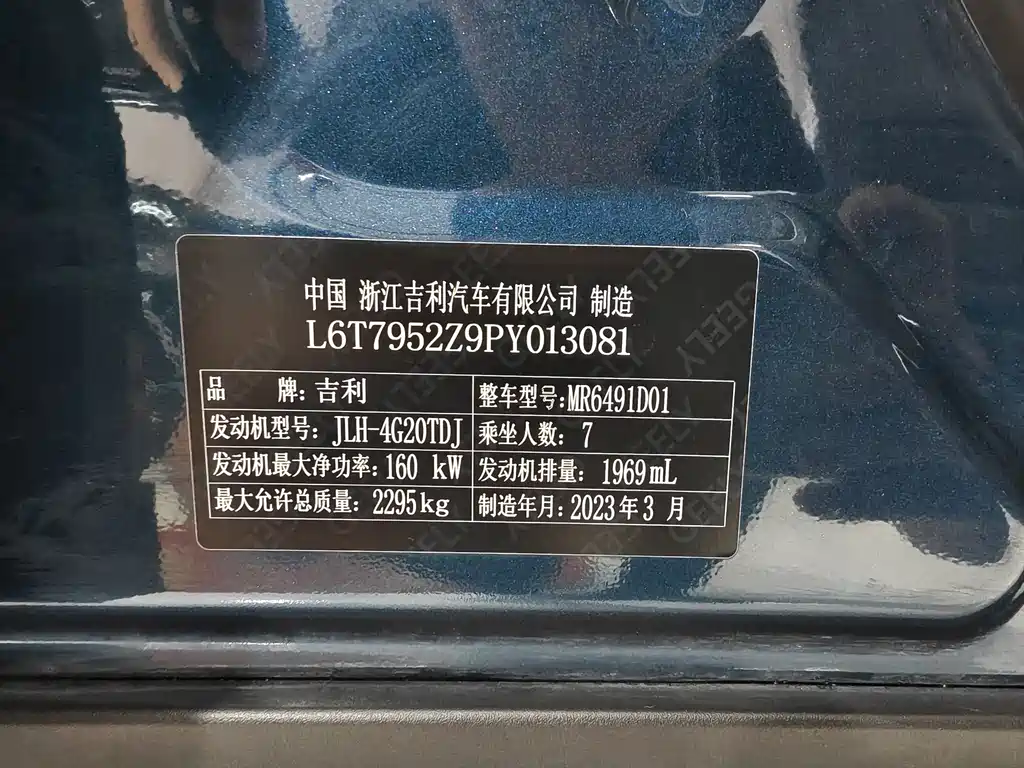 中国 浙江吉利汽车有限公司 制造
L6T7952Z9PY013081
品 牌: 吉利 整车型号:MR6491D01
发动机型号: JLH-4G20TDJ 乘坐人数: 7
发动机最大净功率: 160 kW 发动机排量: 1969mL
最大允许总质量: 2295kg 制造年月: 2023年3 月
GEELY